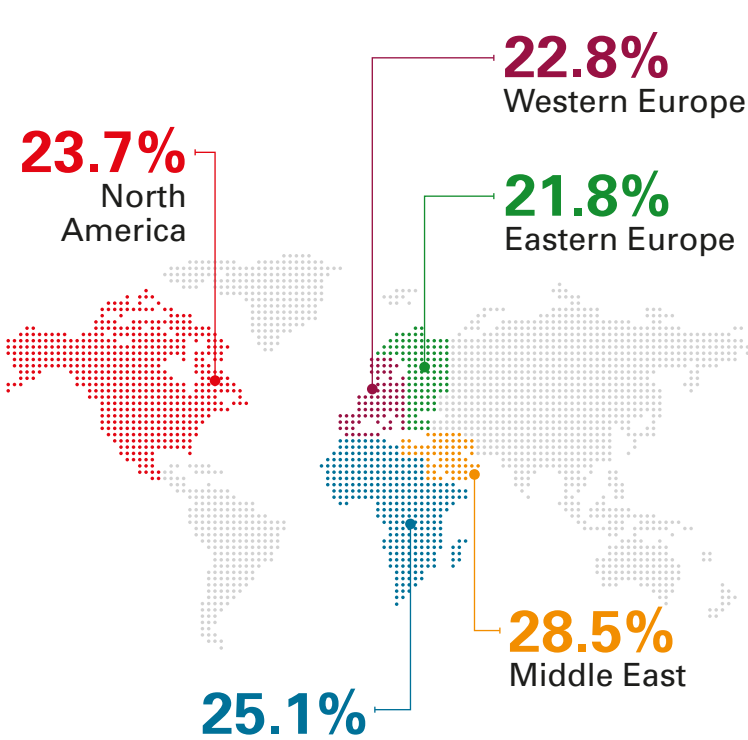 22.8%
Western Europe
23.7%
North
America
21.8%
Eastern Europe
28.5%
Middle East
25.1%